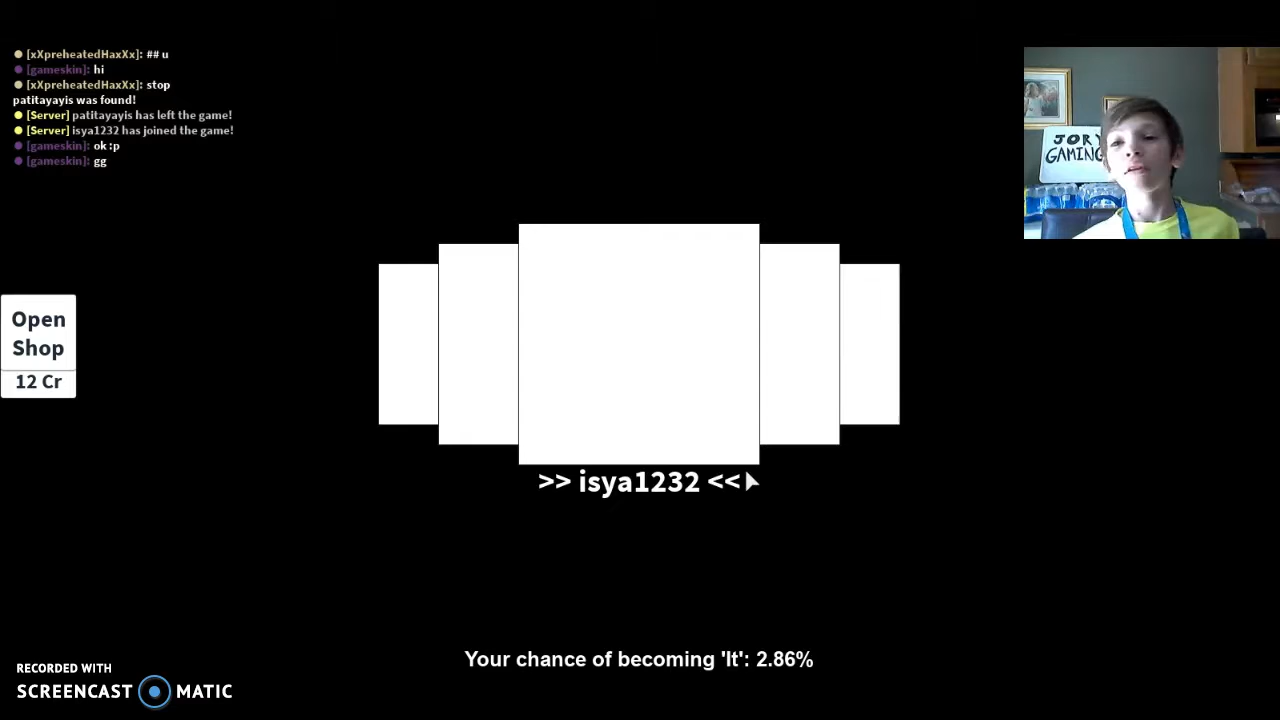 [xXpreheatedHaxXx]: ## u
[gameskin]: hi
[xXpreheatedHaxXx]: stop
patitayayis was found!
[Server] patitayayis has left the game!
[Server] isya1232 has joined the game!
[gameskin]: ok :p
[gameskin]: gg
JORY
GAMING
Open
Shop
12 Cr
>> isya1232 <<
Your chance of becoming 'It': 2.86%
RECORDED WITH
SCREENCAST MATIC